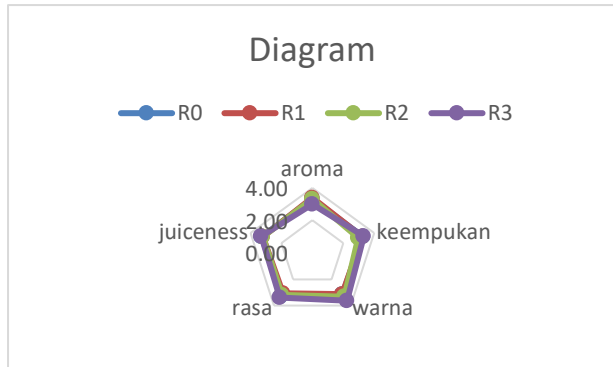 Diagram
R0 R1 R2 R3
aroma
4.00
2.00
juiceness keempukan
0.00
rasa warna